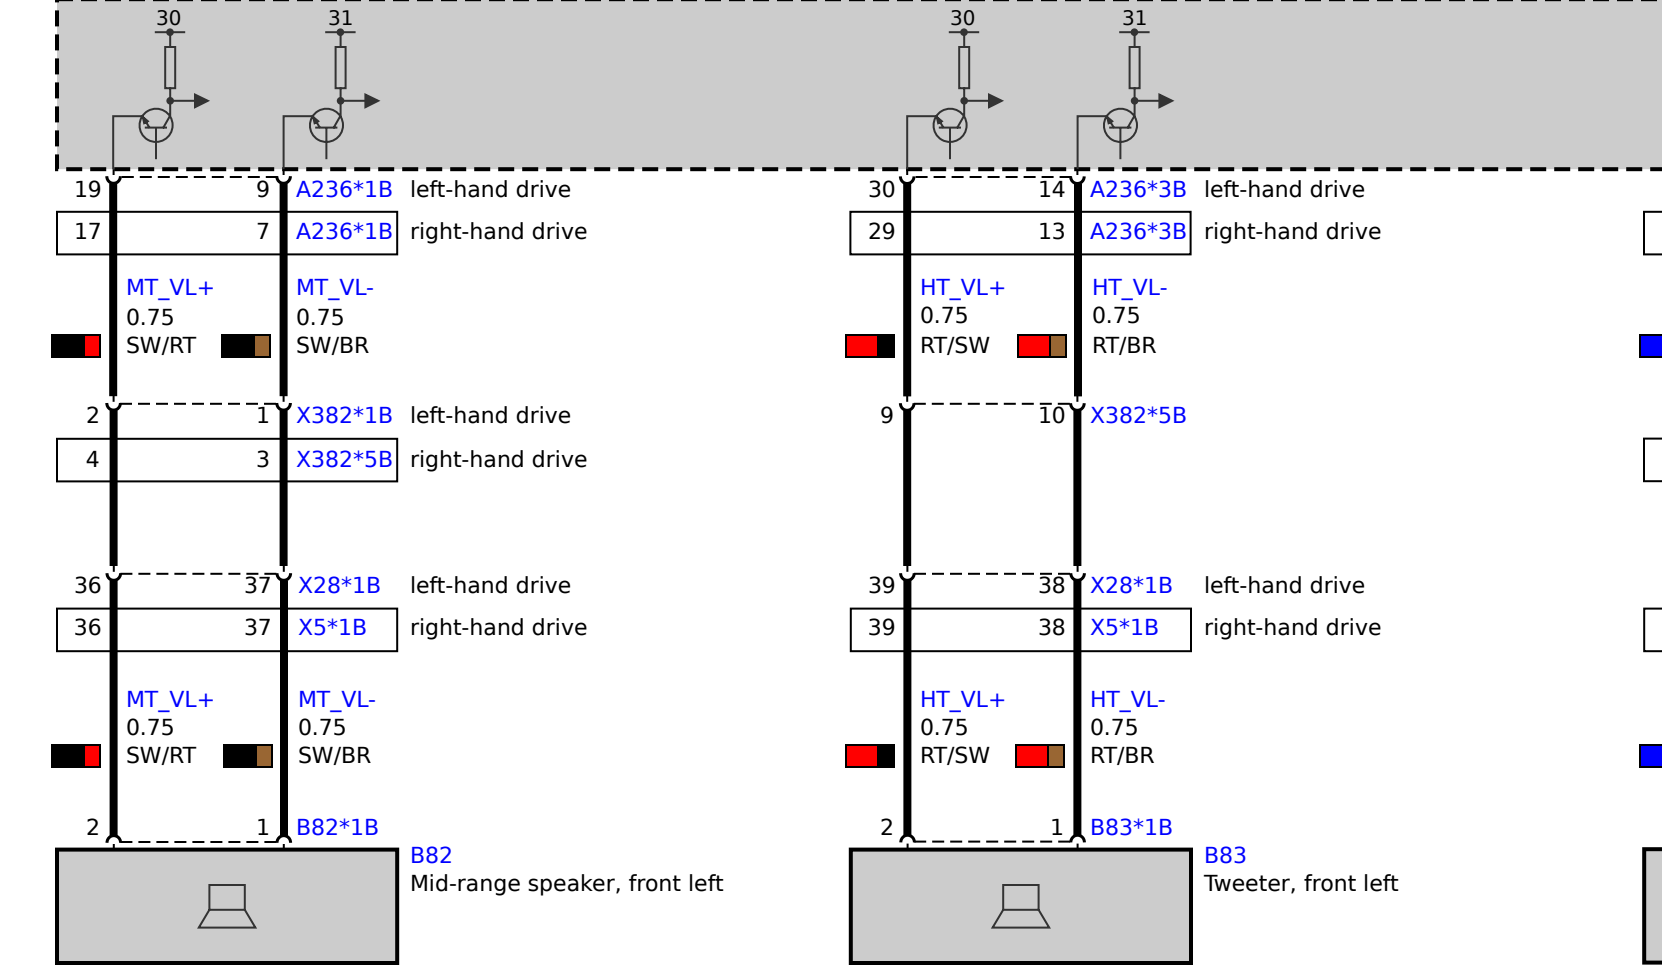 30 31 30 31
19 9 A236*1B left-hand drive 30 14 A236*3B left-hand drive
17 7 A236*1B right-hand drive 29 13 A236*3B right-hand drive
MT_VL+ MT_VL- HT_VL+ HT_VL-
0.75 0.75 0.75 0.75
SW/RT SW/BR RT/SW RT/BR
2 1 X382*1B left-hand drive 9 10 X382*5B
4 3 X382*5B right-hand drive
36 37 X28*1B left-hand drive 39 38 X28*1B left-hand drive
36 37 X5*1B right-hand drive 39 38 X5*1B right-hand drive
MT_VL+ MT_VL- HT_VL+ HT_VL-
0.75 0.75 0.75 0.75
SW/RT SW/BR RT/SW RT/BR
2 1 B82*1B 2 1 B83*1B
B82 B83
Mid-range speaker, front left Tweeter, front left